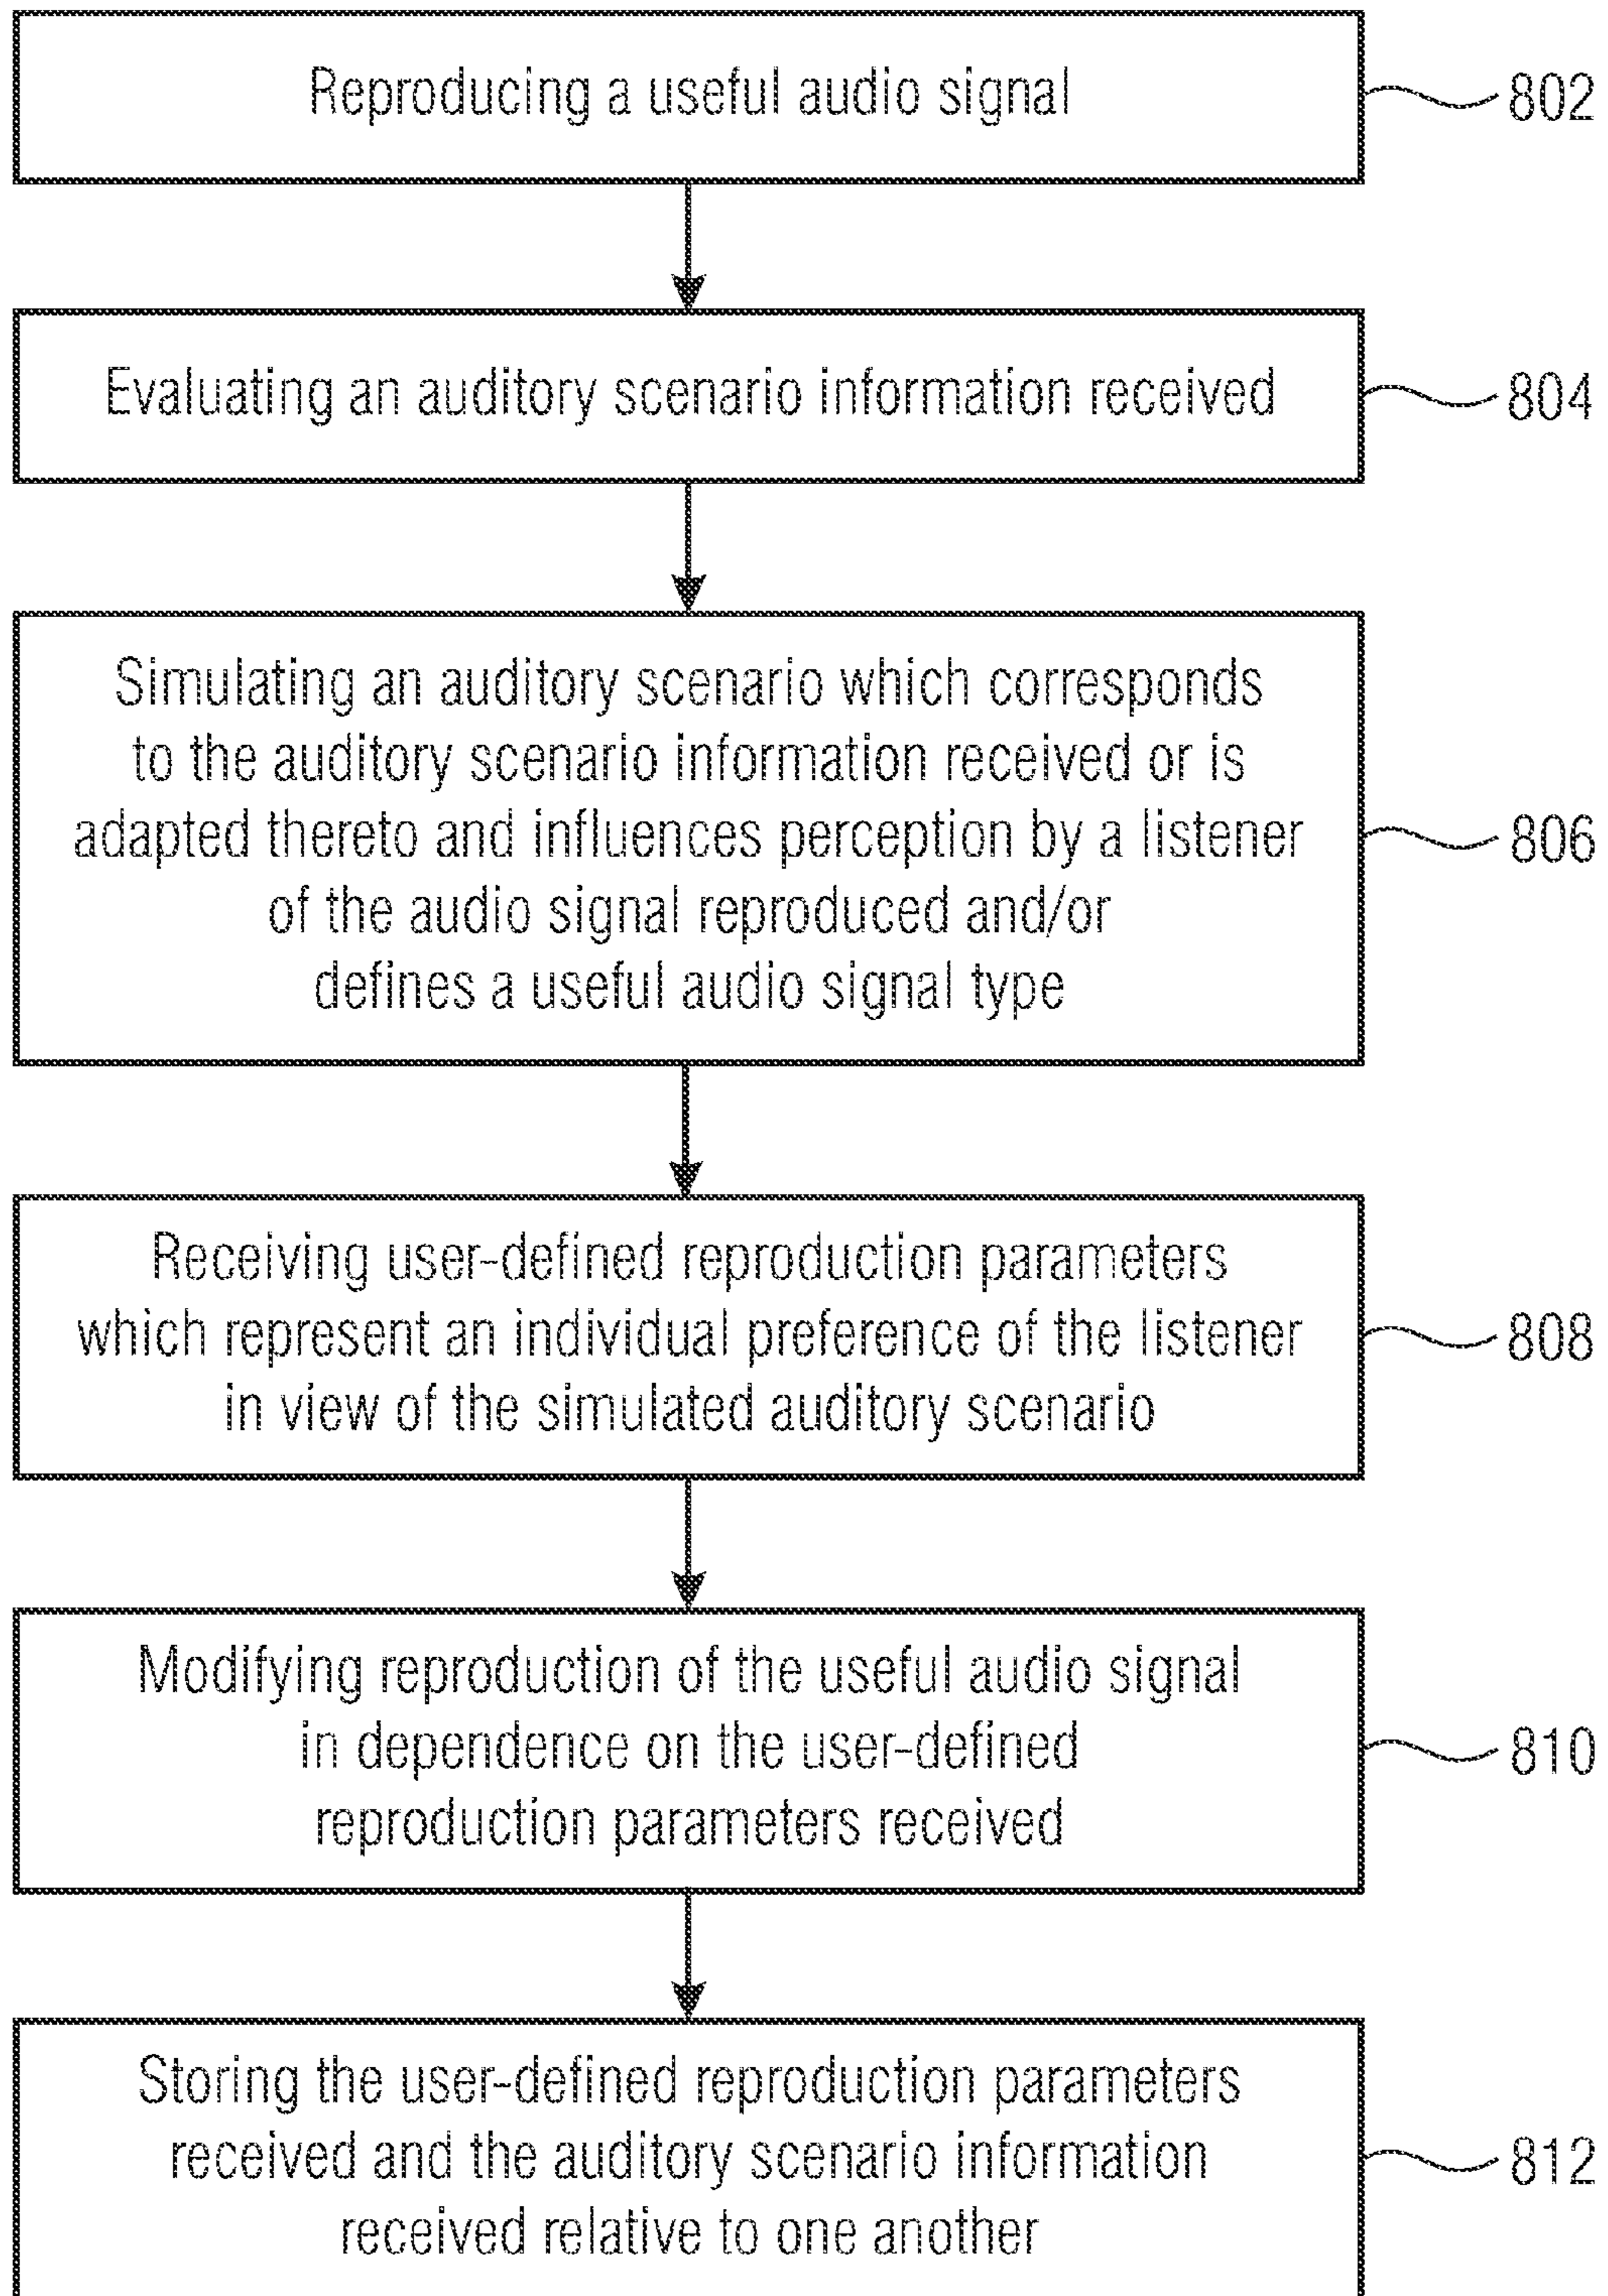 Reproducing a useful audio signal
802
Evaluating an auditory scenario information received
804
Simulating an auditory scenario which corresponds
to the auditory scenario information received or is
adapted thereto and influences perception by a listener
of the audio signal reproduced and/or
defines a useful audio signal type
806
Receiving user-defined reproduction parameters
which represent an individual preference of the listener
in view of the simulated auditory scenario
808
Modifying reproduction of the useful audio signal
in dependence on the user-defined
reproduction parameters received
810
Storing the user-defined reproduction parameters
received and the auditory scenario information
received relative to one another
812